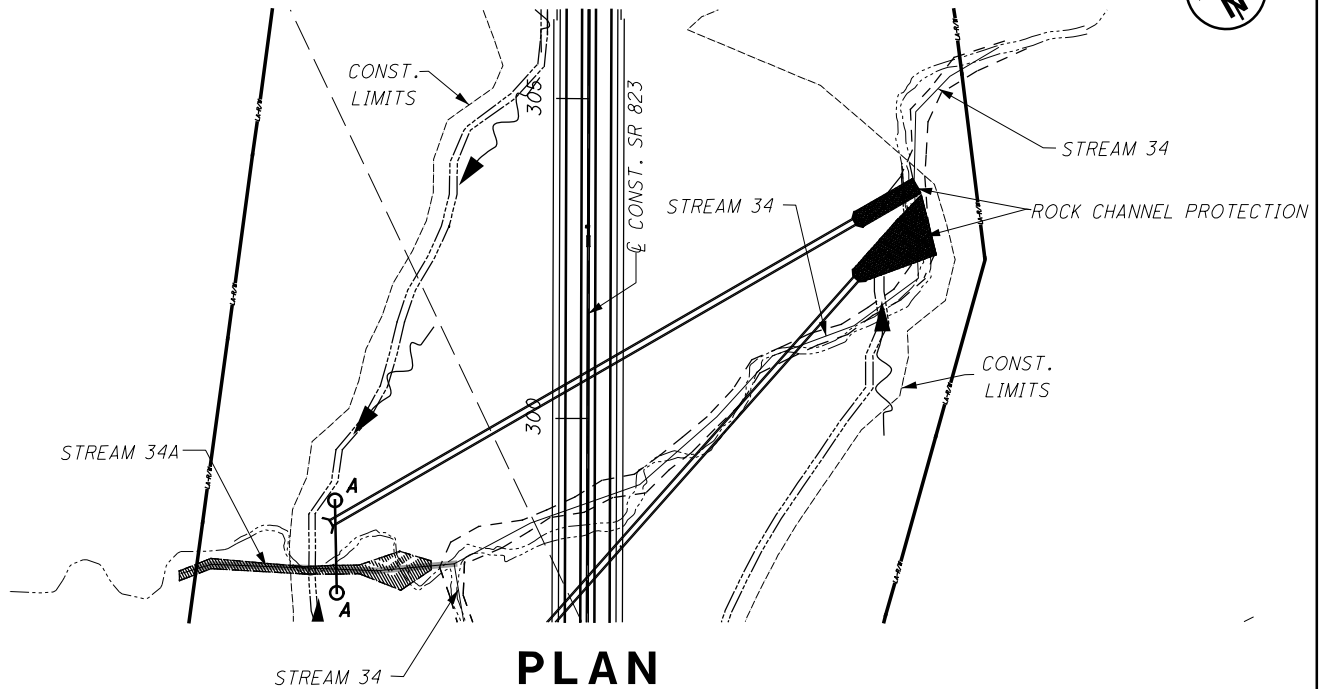 N
CONST.
LIMITS
305
℄ CONST. SR 823
STREAM 34
STREAM 34
ROCK CHANNEL PROTECTION
CONST.
LIMITS
300
STREAM 34A
A
A
STREAM 34
PLAN